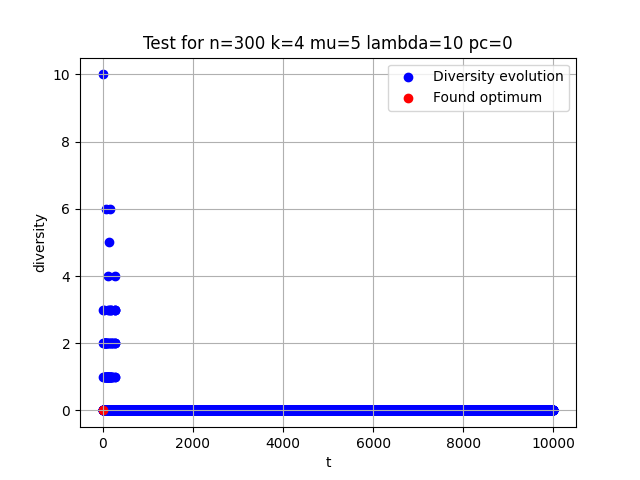 Test for n=300 k=4 mu=5 lambda=10 pc=0
Diversity evolution
Found optimum
diversity
10
8
6
4
2
0
0 2000 4000 6000 8000 10000
t